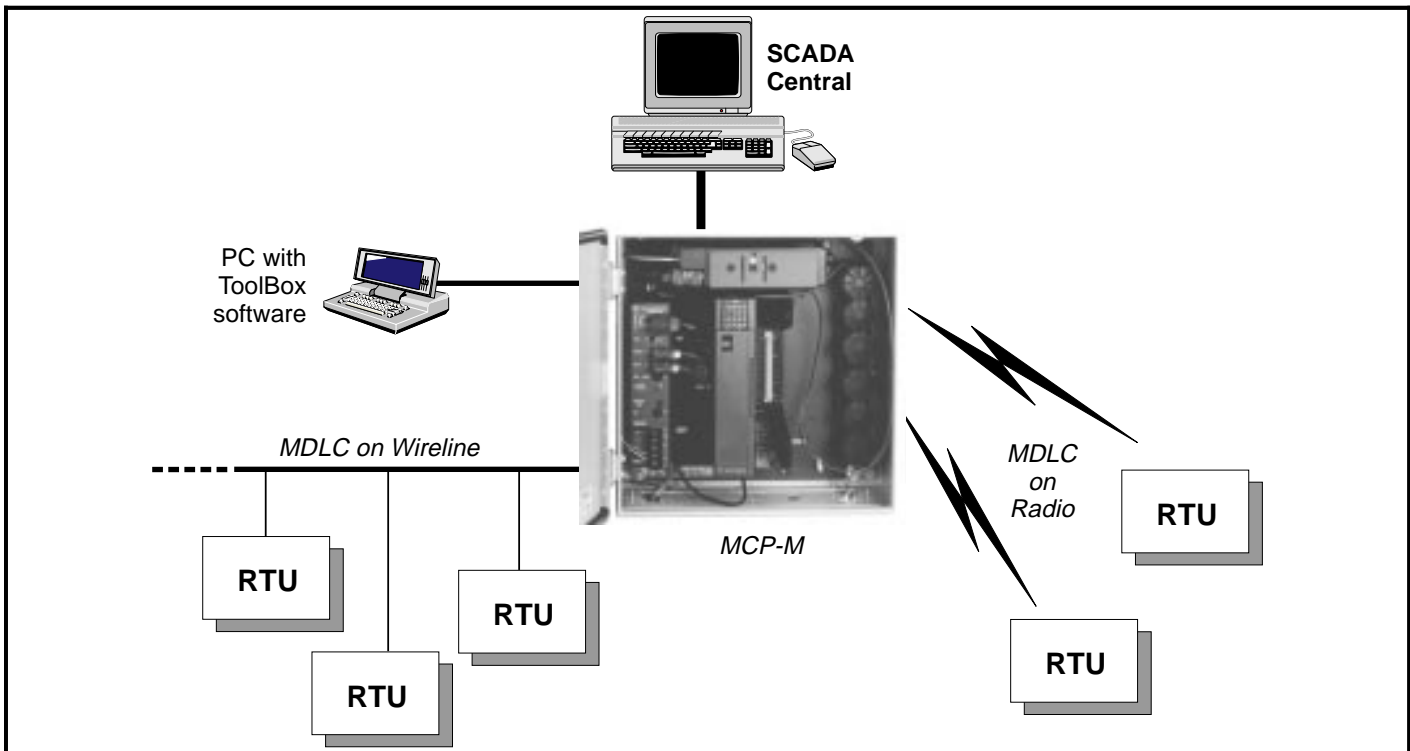 SCADA
Central
PC with
ToolBox
software
MDLC on Wireline
MCP-M
MDLC
on
Radio
RTU
RTU
RTU
RTU
RTU